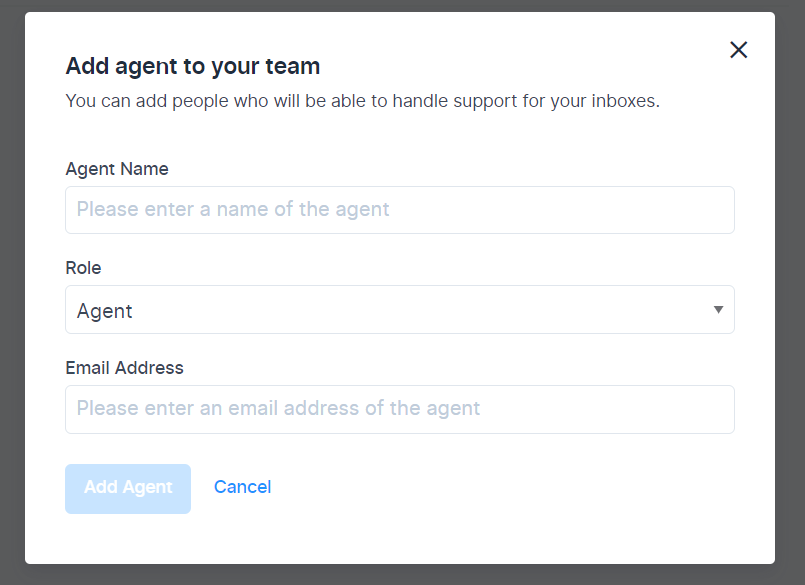 Add agent to your team
You can add people who will be able to handle support for your inboxes.
Agent Name
Please enter a name of the agent
Role
Agent
Email Address
Please enter an email address of the agent
Add Agent Cancel